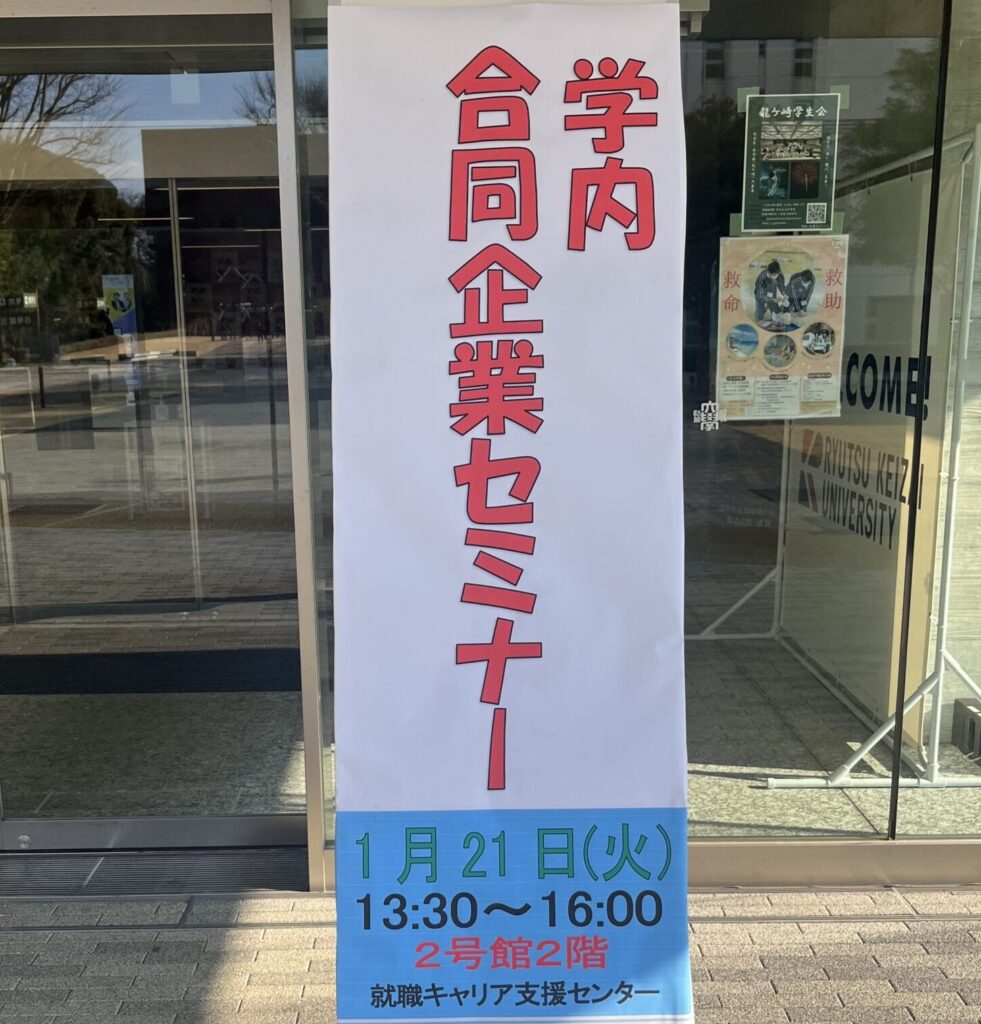 学内
合同企業セミナー
1月21日(火)
13:30～16:00
2号館2階
就職キャリア支援センター
龍ケ崎学生会
救助
救命
COME!
RYUTSU KEIZ I
UNIVERSITY